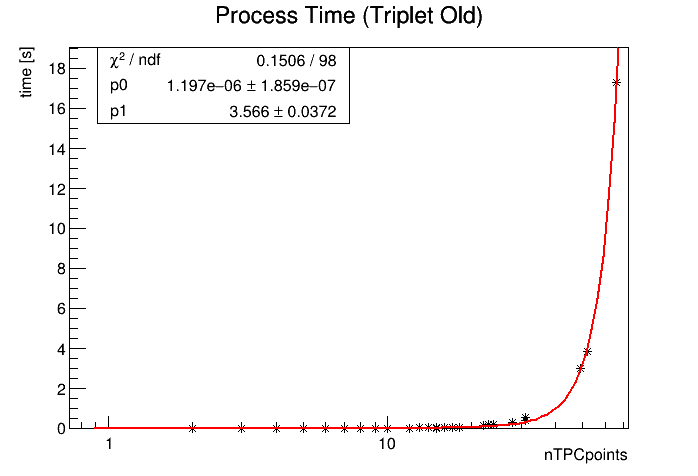 Process Time (Triplet Old)
time [s]
χ² / ndf 0.1506 / 98
p0 1.197e−06 ± 1.859e−07
p1 3.566 ± 0.0372
18
16
14
12
10
8
6
4
2
0
1 10
nTPCpoints